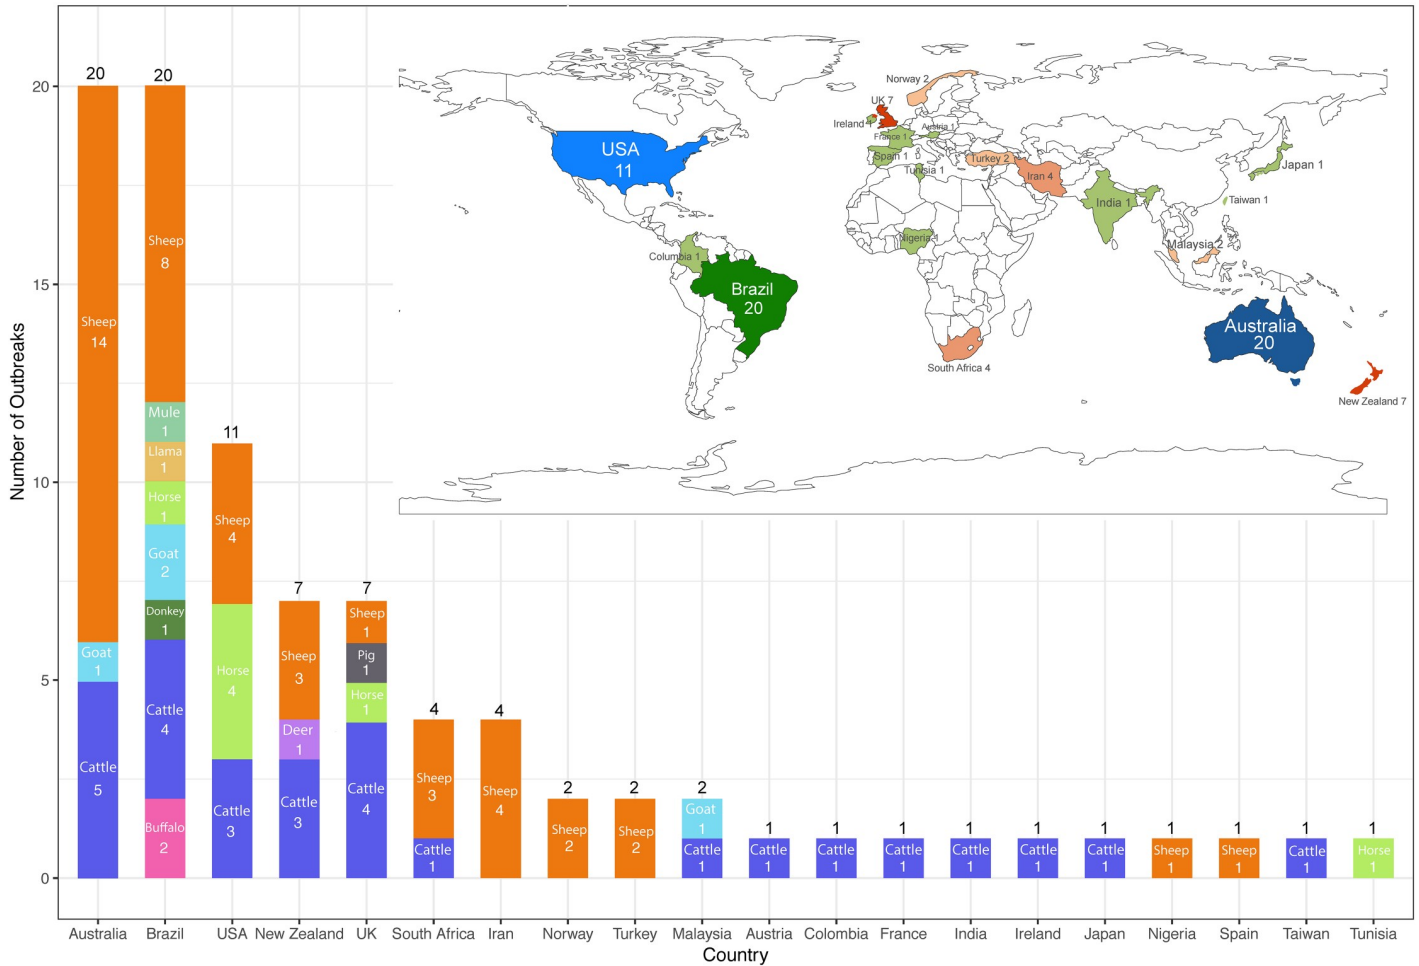 Number of Outbreaks
20
15
10
5
0
20
Sheep
14
Goat
1
Cattle
5
20
Sheep
8
Mule
1
Llama
1
Horse
1
Goat
2
Donkey
1
Cattle
4
Buffalo
2
11
Sheep
4
Horse
4
Cattle
3
7
Sheep
3
Deer
1
Cattle
3
7
Sheep
1
Pig
1
Horse
1
Cattle
4
4
Sheep
3
Cattle
1
4
Sheep
4
2
Sheep
2
2
Sheep
2
2
Goat
1
Cattle
1
1
Cattle
1
1
Cattle
1
1
Cattle
1
1
Cattle
1
1
Cattle
1
1
Cattle
1
1
Sheep
1
1
Sheep
1
1
Cattle
1
1
Horse
1
Norway 2
UK 7
Ireland 1
Austria 1
France 1
USA
11
Spain 1
Turkey 2
Tunisia 1
Iran 4
Japan 1
India 1
Taiwan 1
Nigeria 1
Malaysia 2
Columbia 1
Brazil
20
Australia
20
South Africa 4
New Zealand 7
Australia Brazil USA New Zealand UK South Africa Iran Norway Turkey Malaysia Austria Colombia France India Ireland Japan Nigeria Spain Taiwan Tunisia
Country